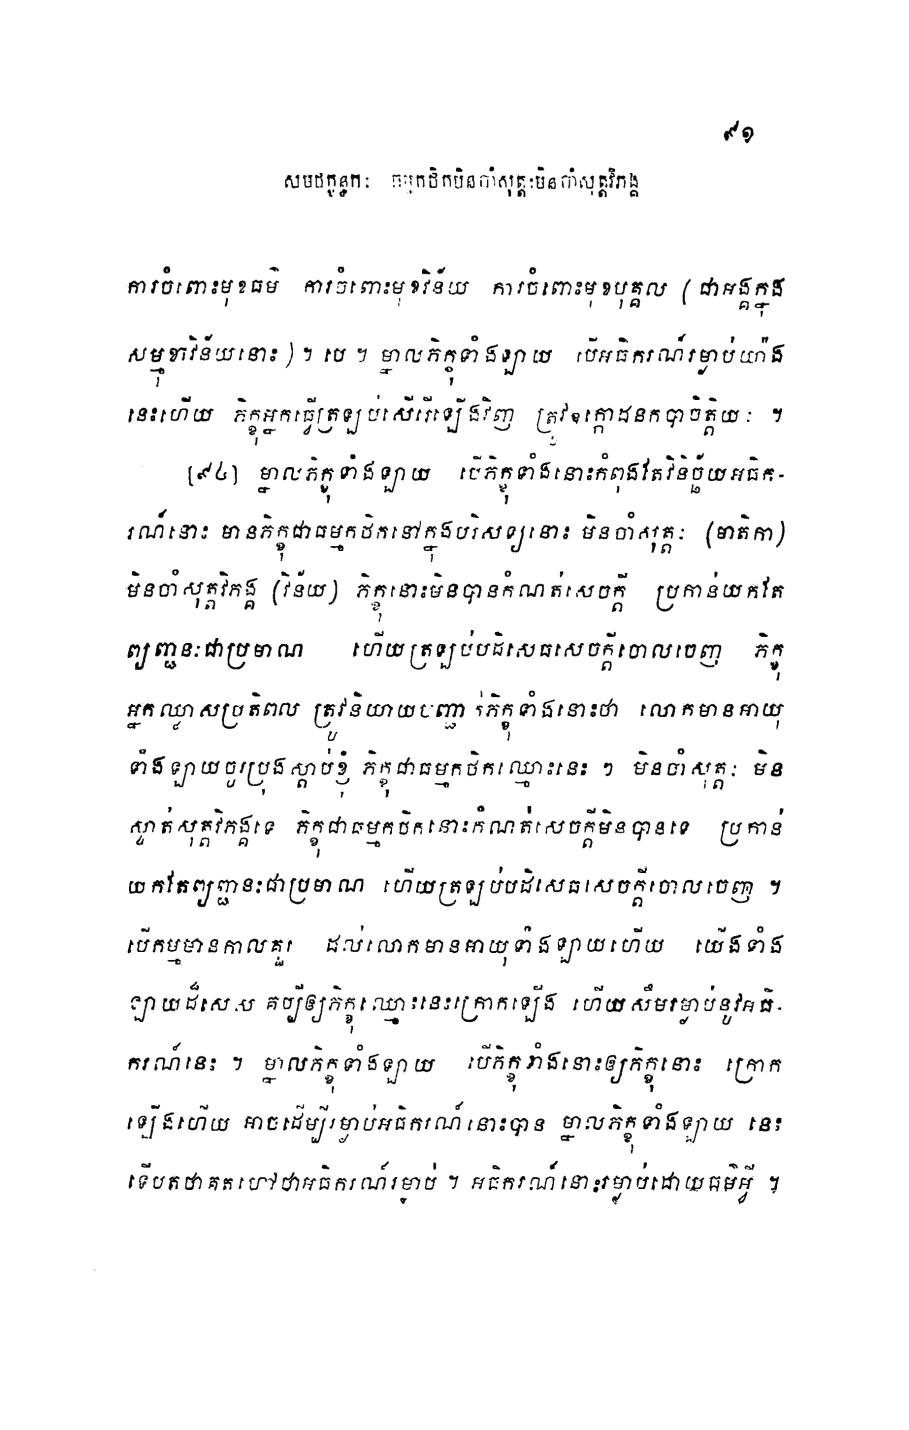 ៩១
សមថក្ខន្ធកៈ ធម្មកថិកមិនចាំសុត្តៈមិនចាំសុត្តវិភង្គ
ការចំពោះមុខធម៌ ការចំពោះមុខវិន័យ ការចំពោះមុខបុគ្គល (ជាអង្គក្នុង
សម្មុខាវិន័យនោះ) ។ បេ ។ ម្នាលភិក្ខុទាំងឡាយ បើអធិករណ៍រម្ងាប់យ៉ាង
នេះហើយ ភិក្ខុអ្នកធ្វើត្រឡប់សើរើឡើងវិញ ត្រូវឧក្កោដនកបាចិត្តិយៈ ។
[៩៤] ម្នាលភិក្ខុទាំងឡាយ បើភិក្ខុទាំងនោះកំពុងតែវិនិច្ឆ័យអធិក-
រណ៍នោះ មានភិក្ខុជាធម្មកថិកនៅក្នុងបរិសទ្យនោះ មិនចាំសុត្តៈ (មាតិកា)
មិនចាំសុត្តវិភង្គ (វិន័យ) ភិក្ខុនោះមិនបានកំណត់សេចក្តី ប្រកាន់យកតែ
ព្យញ្ជនៈជាប្រមាណ ហើយត្រឡប់បដិសេធសេចក្តីចោលចេញ ភិក្ខុ
អ្នកឈ្លាសប្រតិពល ត្រូវនិយាយបញ្ជាក់ភិក្ខុទាំងនោះថា លោកមានអាយុ
ទាំងឡាយចូរប្រុងស្តាប់ខ្ញុំ ភិក្ខុជាធម្មកថិកឈ្មោះនេះ ៗ មិនចាំសុត្តៈ មិន
ស្ទាត់សុត្តវិភង្គទេ ភិក្ខុជាធម្មកថិកនោះកំណត់សេចក្តីមិនបានទេ ប្រកាន់
យកតែព្យញ្ជនៈជាប្រមាណ ហើយត្រឡប់បដិសេធសេចក្តីចោលចេញ ។
បើកម្មមានកាលគួរ ដល់លោកមានអាយុទាំងឡាយហើយ យើងទាំង
ឡាយដ៏សេស គប្បីឲ្យភិក្ខុឈ្មោះនេះក្រោកឡើង ហើយសឹមរម្ងាប់នូវអធិ-
ករណ៍នេះ ។ ម្នាលភិក្ខុទាំងឡាយ បើភិក្ខុទាំងនោះឲ្យភិក្ខុនោះ ក្រោក
ឡើងហើយ អាចដើម្បីរម្ងាប់អធិករណ៍នោះបាន ម្នាលភិក្ខុទាំងឡាយ នេះ
ទើបតថាគតហៅថាអធិករណ៍រម្ងាប់ ។ អធិករណ៍នោះរម្ងាប់ដោយធម៌អ្វី ។